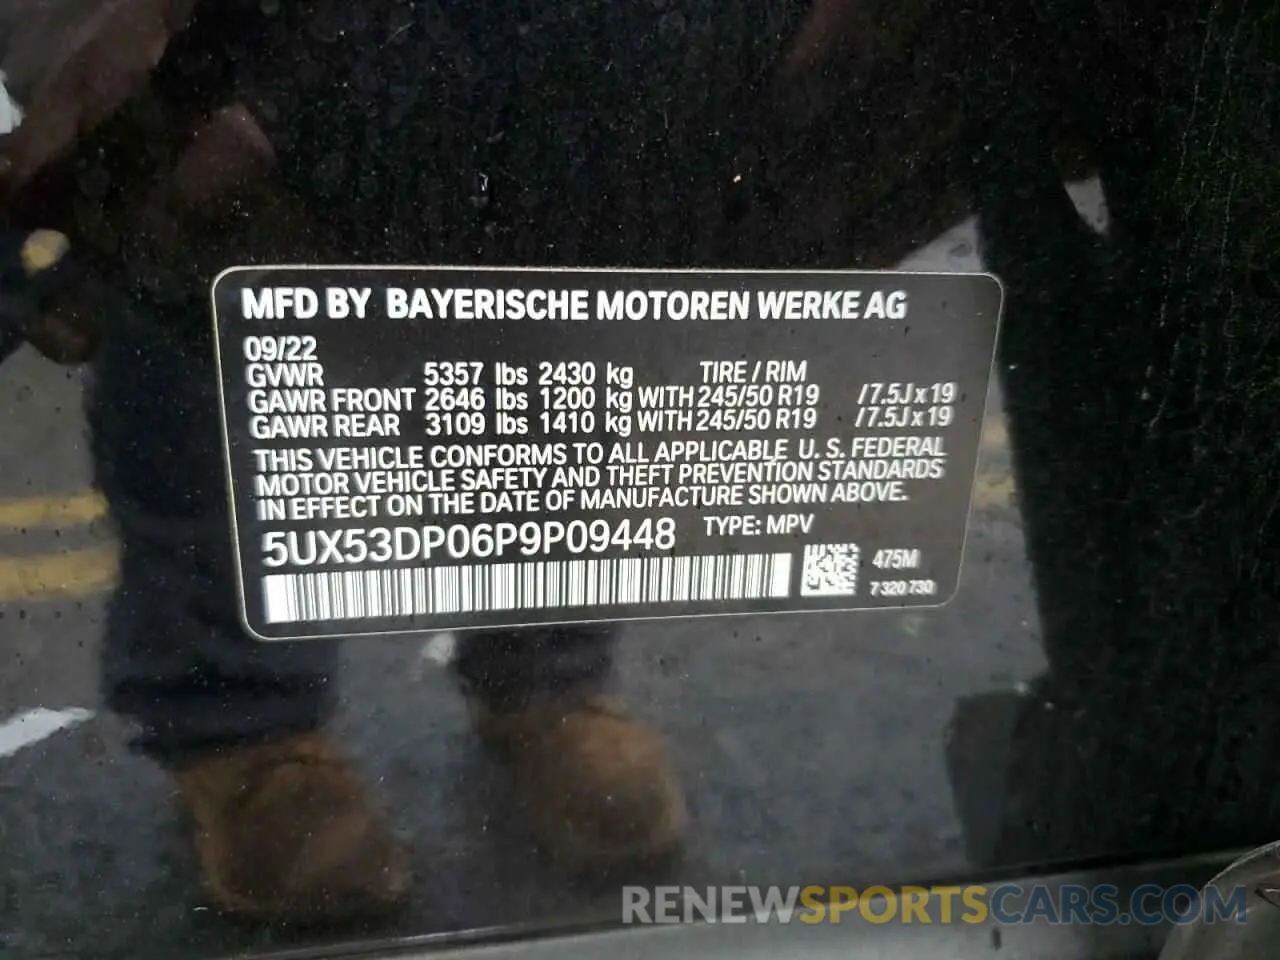 MFD BY BAYERISCHE MOTOREN WERKE AG
09/22
GVWR 5357 lbs 2430 kg TIRE / RIM
GAWR FRONT 2646 lbs 1200 kg WITH 245/50 R19 /7.5J x 19
GAWR REAR 3109 lbs 1410 kg WITH 245/50 R19 /7.5J x 19
THIS VEHICLE CONFORMS TO ALL APPLICABLE U. S. FEDERAL
MOTOR VEHICLE SAFETY AND THEFT PREVENTION STANDARDS
IN EFFECT ON THE DATE OF MANUFACTURE SHOWN ABOVE.
5UX53DP06P9P09448 TYPE: MPV
475M
7 320 730
RENEWSPORTSCARS.COM